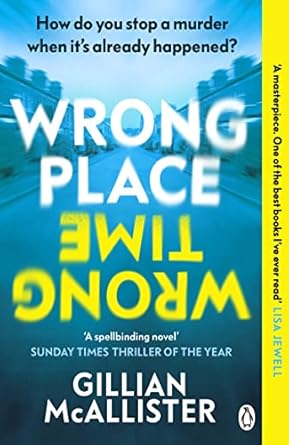 How do you stop a murder
when it's already happened?
WRONG
PLACE
WRONG
TIME
'A spellbinding novel'
SUNDAY TIMES THRILLER OF THE YEAR
GILLIAN
McALLISTER
'A masterpiece. One of the best books I've ever read' LISA JEWELL